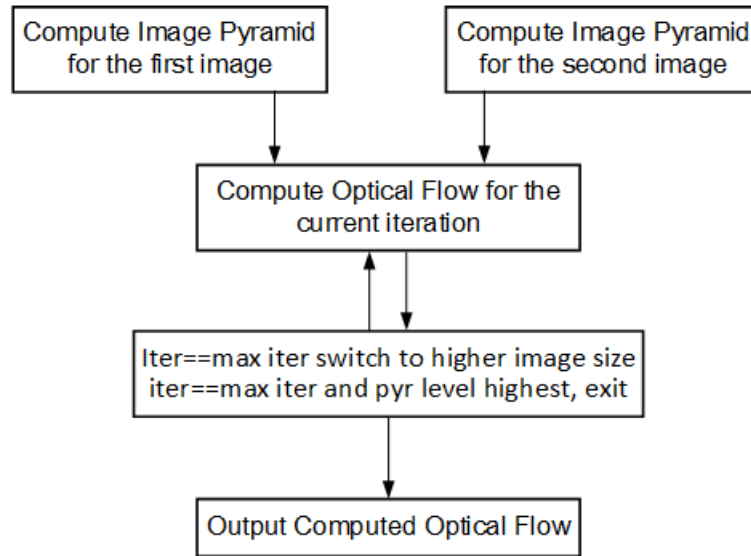 Compute Image Pyramid
for the first image
Compute Image Pyramid
for the second image
Compute Optical Flow for the
current iteration
Iter==max iter switch to higher image size
iter==max iter and pyr level highest, exit
Output Computed Optical Flow